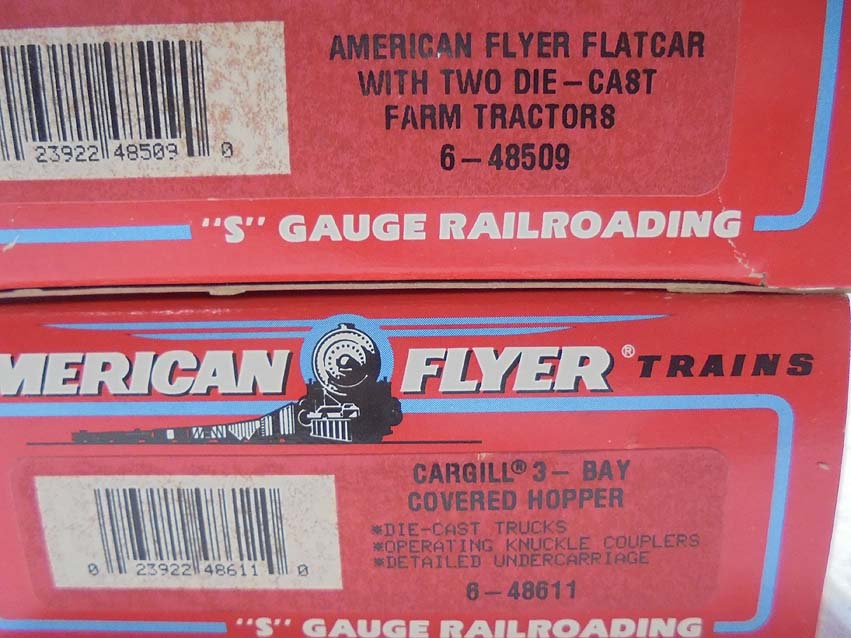 AMERICAN FLYER FLATCAR
WITH TWO DIE-CAST
FARM TRACTORS
6-48509
23922 48509 0
"S" GAUGE RAILROADING
MERICAN FLYER® TRAINS
CARGILL® 3-BAY
COVERED HOPPER
*DIE-CAST TRUCKS
*OPERATING KNUCKLE COUPLERS
*DETAILED UNDERCARRIAGE
6-48611
0 23922 48611 0
"S" GAUGE RAILROADING